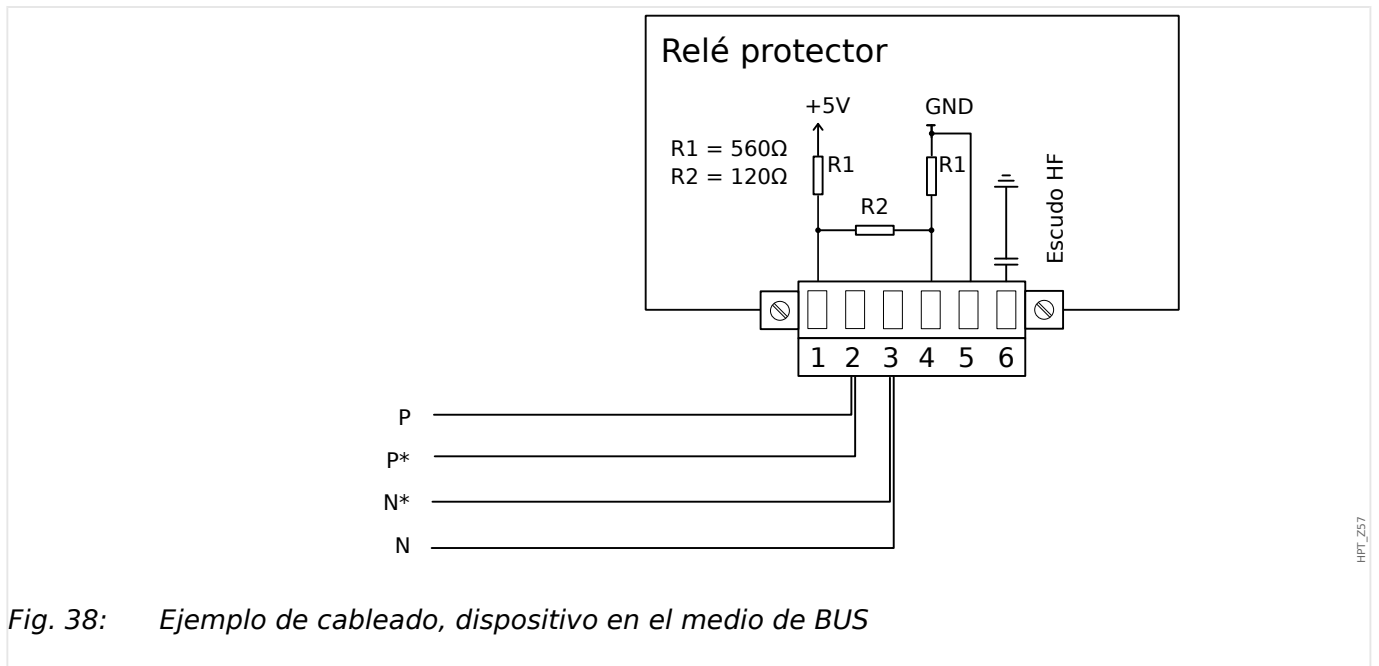 Relé protector
+5V
GND
R1 = 560Ω
R2 = 120Ω
R1
R1
R2
Escudo HF
1 2 3 4 5 6
P
P*
N*
N
HPT_Z57
Fig. 38: Ejemplo de cableado, dispositivo en el medio de BUS